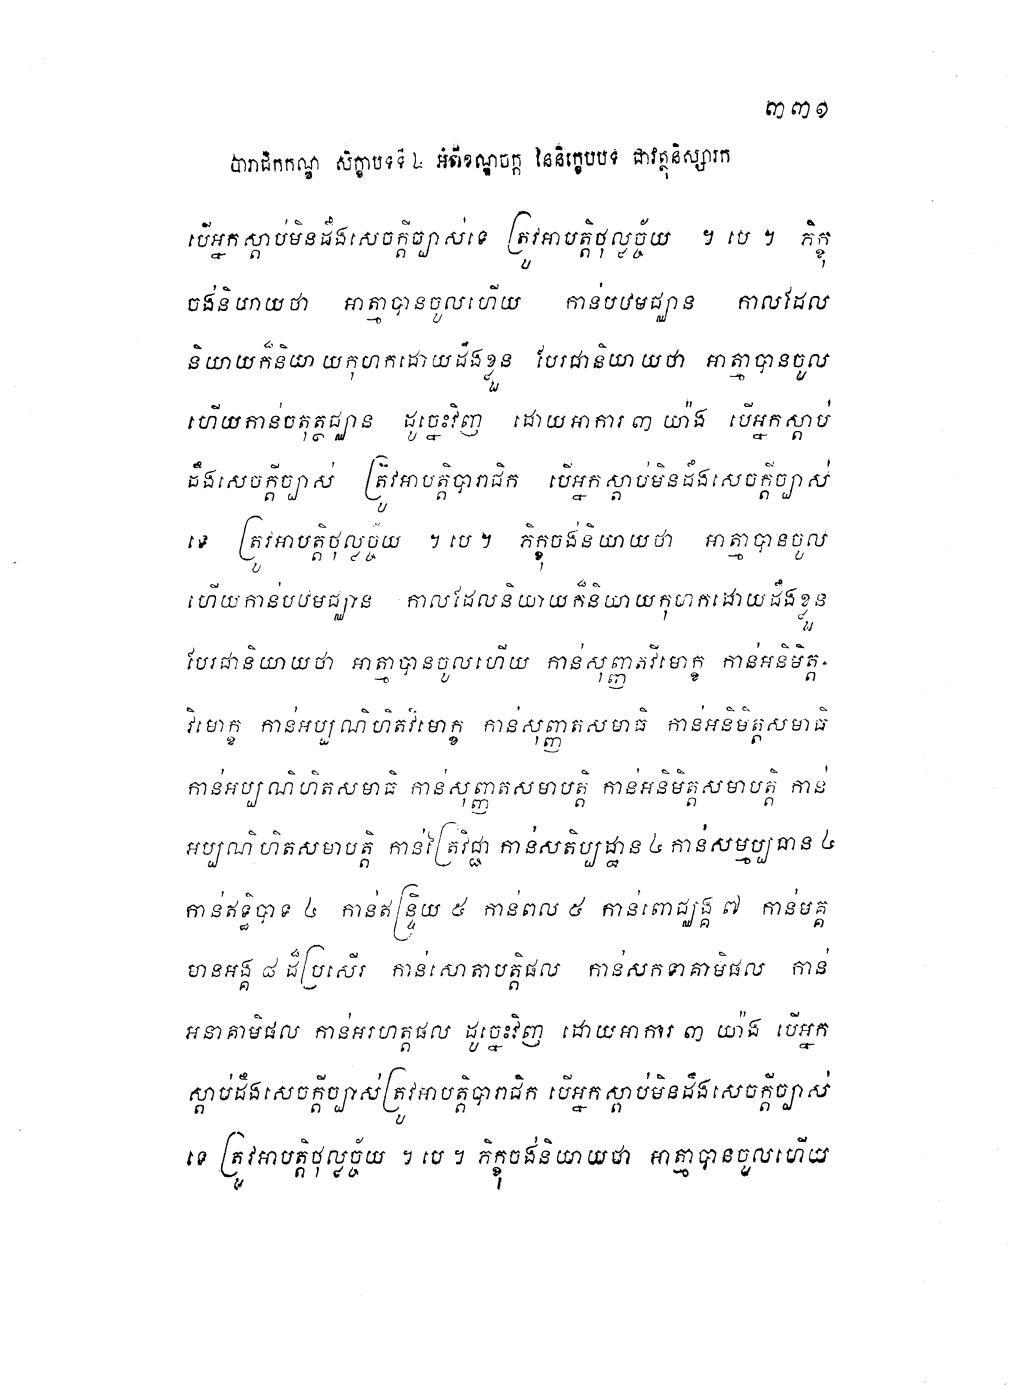 ៣៣១
បារាជិកកណ្ឌ សិក្ខាបទទី ៤ អំពីខណ្ឌចក្ក នៃនិក្ខេបបទ ជាវត្ថុនិស្សារក
បើអ្នកស្តាប់មិនដឹងសេចក្តីច្បាស់ទេ ត្រូវអាបត្តិថុល្លច្ច័យ ។ បេ ។ ភិក្ខុ
ចង់និយាយថា អាត្មាបានចូលហើយ កាន់បឋមជ្ឈាន កាលដែល
និយាយក៏និយាយកុហកដោយដឹងខ្លួន បែរជានិយាយថា អាត្មាបានចូល
ហើយកាន់ចតុត្ថជ្ឈាន ដូច្នេះវិញ ដោយអាការ ៣ យ៉ាង បើអ្នកស្តាប់
ដឹងសេចក្តីច្បាស់ ត្រូវអាបត្តិបារាជិក បើអ្នកស្តាប់មិនដឹងសេចក្តីច្បាស់
ទេ ត្រូវអាបត្តិថុល្លច្ច័យ ។ បេ ។ ភិក្ខុចង់និយាយថា អាត្មាបានចូល
ហើយកាន់បឋមជ្ឈាន កាលដែលនិយាយក៏និយាយកុហកដោយដឹងខ្លួន
បែរជានិយាយថា អាត្មាបានចូលហើយ កាន់សុញ្ញតវិមោក្ខ កាន់អនិមិត្ត-
វិមោក្ខ កាន់អប្បណិហិតវិមោក្ខ កាន់សុញ្ញតសមាធិ កាន់អនិមិត្តសមាធិ
កាន់អប្បណិហិតសមាធិ កាន់សុញ្ញតសមាបត្តិ កាន់អនិមិត្តសមាបត្តិ កាន់
អប្បណិហិតសមាបត្តិ កាន់ត្រៃវិជ្ជា កាន់សតិប្បដ្ឋាន ៤ កាន់សម្មប្បធាន ៤
កាន់ឥទ្ធិបាទ ៤ កាន់ឥន្ទ្រិយ ៥ កាន់ពល ៥ កាន់ពោជ្ឈង្គ ៧ កាន់មគ្គ
មានអង្គ ៨ ដ៏ប្រសើរ កាន់សោតាបត្តិផល កាន់សកទាគាមិផល កាន់
អនាគាមិផល កាន់អរហត្តផល ដូច្នេះវិញ ដោយអាការ ៣ យ៉ាង បើអ្នក
ស្តាប់ដឹងសេចក្តីច្បាស់ត្រូវអាបត្តិបារាជិក បើអ្នកស្តាប់មិនដឹងសេចក្តីច្បាស់
ទេ ត្រូវអាបត្តិថុល្លច្ច័យ ។ បេ ។ ភិក្ខុចង់និយាយថា អាត្មាបានចូលហើយ